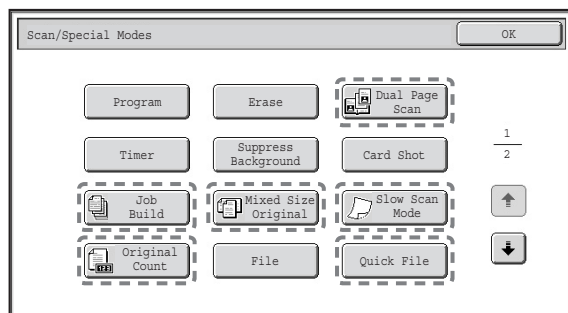 Scan/Special Modes
OK
Program
Erase
Dual Page
Scan
Timer
Suppress
Background
Card Shot
1
2
Job
Build
Mixed Size
Original
Slow Scan
Mode
Original
Count
123
File
Quick File